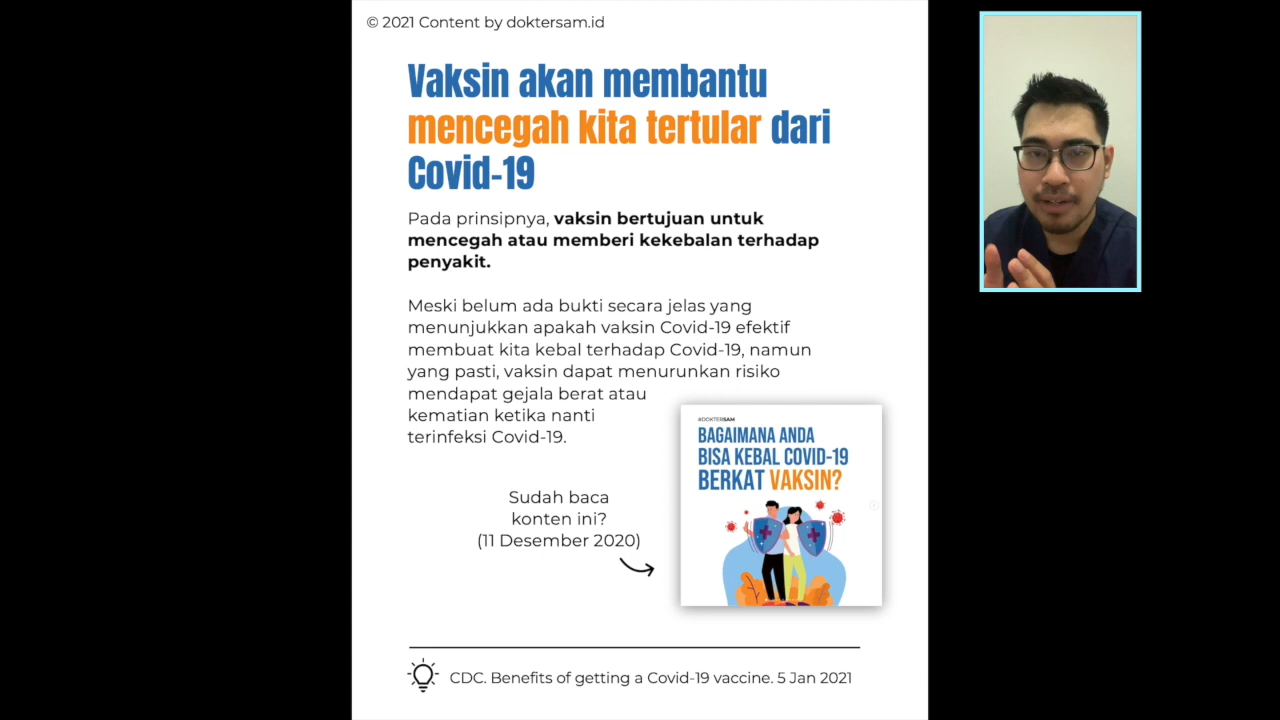 © 2021 Content by doktersam.id
Vaksin akan membantu
mencegah kita tertular dari
Covid-19
Pada prinsipnya, vaksin bertujuan untuk
mencegah atau memberi kekebalan terhadap
penyakit.
Meski belum ada bukti secara jelas yang
menunjukkan apakah vaksin Covid-19 efektif
membuat kita kebal terhadap Covid-19, namun
yang pasti, vaksin dapat menurunkan risiko
mendapat gejala berat atau
kematian ketika nanti
terinfeksi Covid-19.
Sudah baca
konten ini?
(11 Desember 2020)
#DOKTERSAM
BAGAIMANA ANDA
BISA KEBAL COVID-19
BERKAT VAKSIN?
CDC. Benefits of getting a Covid-19 vaccine. 5 Jan 2021